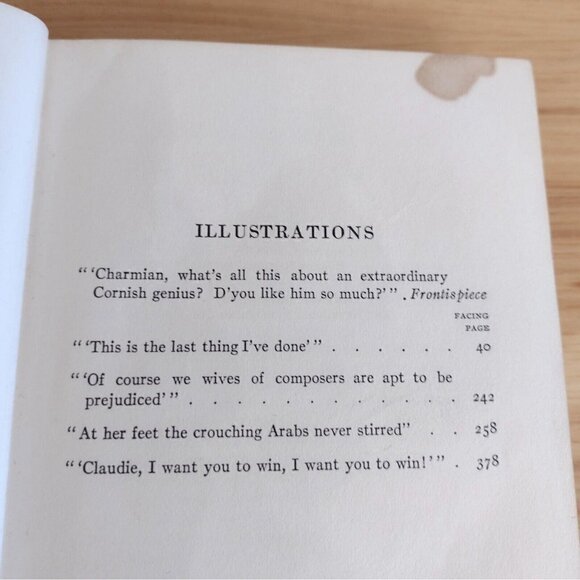 ILLUSTRATIONS
"'Charmian, what's all this about an extraordinary
Cornish genius? D'you like him so much?'" . Frontispiece
FACING
PAGE
"'This is the last thing I've done'" . . . . . . 40
"'Of course we wives of composers are apt to be
prejudiced'" . . . . . . . . . . . . 242
"At her feet the crouching Arabs never stirred" . . 258
"'Claudie, I want you to win, I want you to win!'" . 378